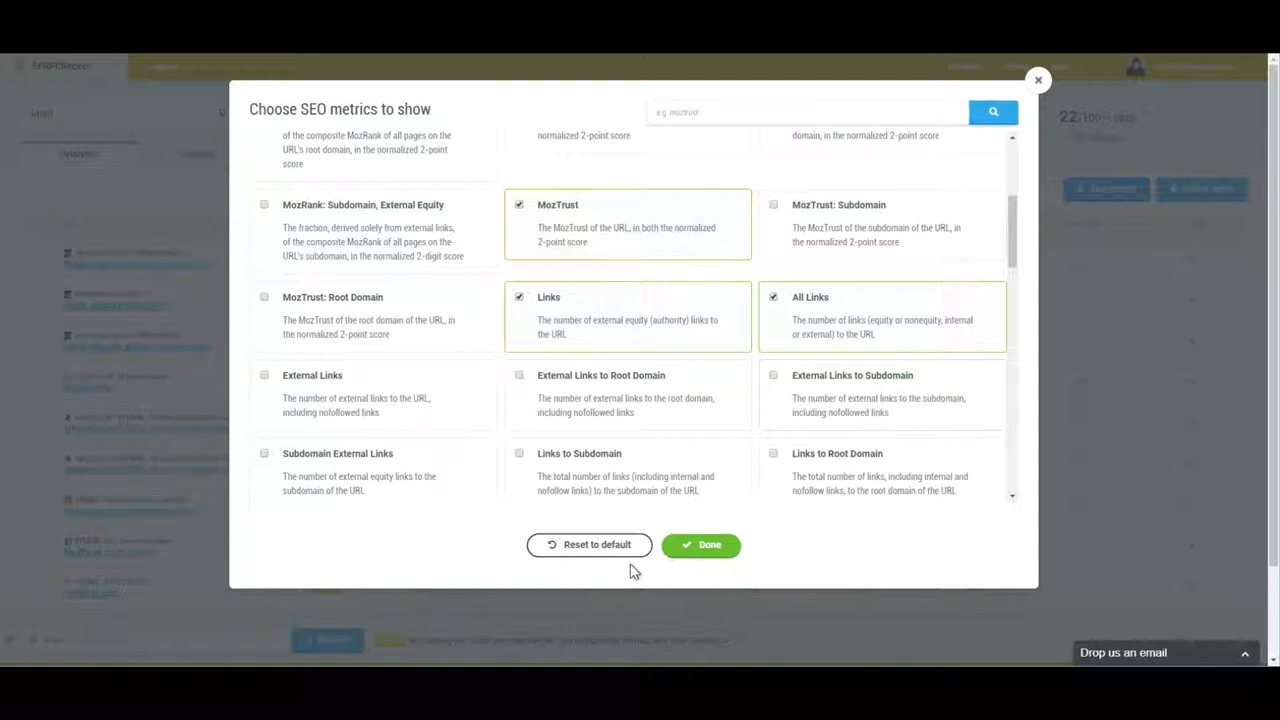 SERPChecker
Choose SEO metrics to show
e.g. moztrust
22/100
of the composite MozRank of all pages on the
URL's root domain, in the normalized 2-point
score
normalized 2-point score
domain, in the normalized 2-point score
MozRank: Subdomain, External Equity
The fraction, derived solely from external links,
of the composite MozRank of all pages on the
URL's subdomain, in the normalized 2-digit score
MozTrust
The MozTrust of the URL, in both the normalized
2-point score
MozTrust: Subdomain
The MozTrust of the subdomain of the URL, in
the normalized 2-point score
MozTrust: Root Domain
The MozTrust of the root domain of the URL, in
the normalized 2-point score
Links
The number of external equity (authority) links to
the URL
All Links
The number of links (equity or nonequity, internal
or external) to the URL
External Links
The number of external links to the URL,
including nofollowed links
External Links to Root Domain
The number of external links to the root domain,
including nofollowed links
External Links to Subdomain
The number of external links to the subdomain,
including nofollowed links
Subdomain External Links
The number of external equity links to the
subdomain of the URL
Links to Subdomain
The total number of links (including internal and
nofollow links) to the subdomain of the URL
Links to Root Domain
The total number of links, including internal and
nofollow links, to the root domain of the URL
Reset to default
Done
Drop us an email